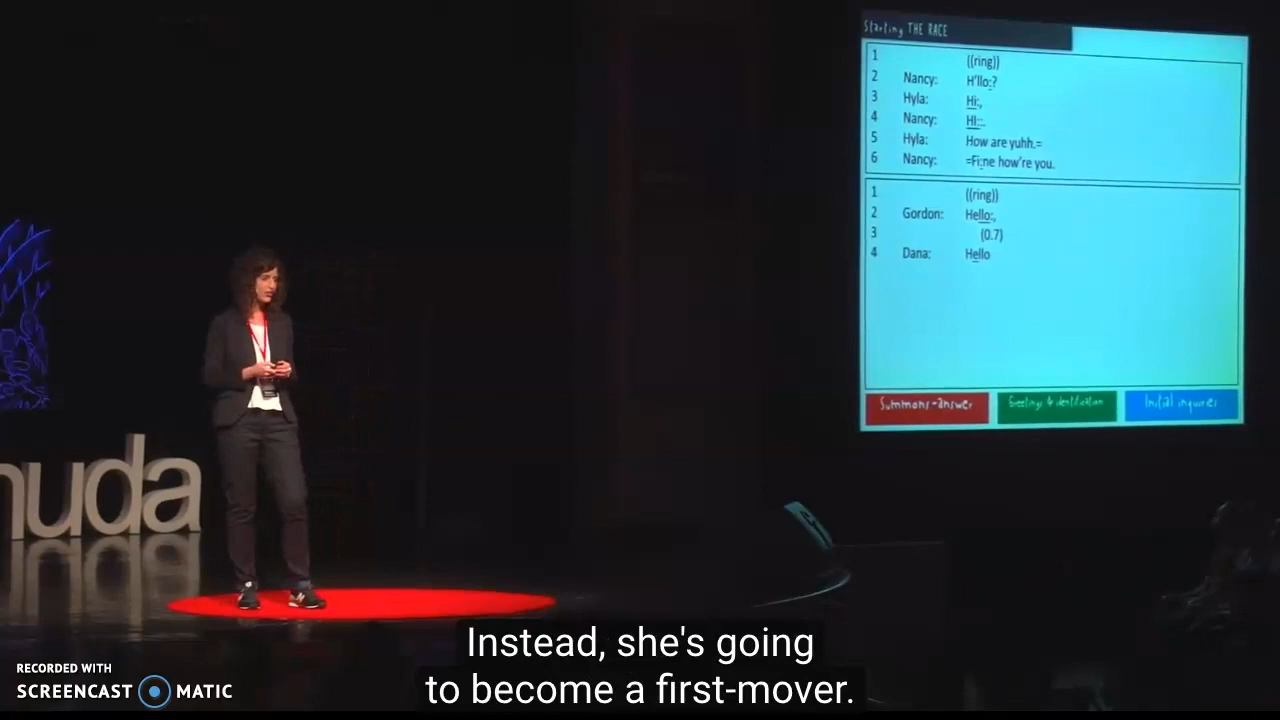 Starting THE RACE
1 ((ring))
2 Nancy: H'llo:?
3 Hyla: Hi:,
4 Nancy: HI::.
5 Hyla: How are yuhh.=
6 Nancy: =Fi:ne how're you.
1 ((ring))
2 Gordon: Hello:,
3 (0.7)
4 Dana: Hello
Summons-answer
Greetings & identification
Initial inquiries
nuda
Instead, she's going
to become a first-mover.
RECORDED WITH
SCREENCAST MATIC